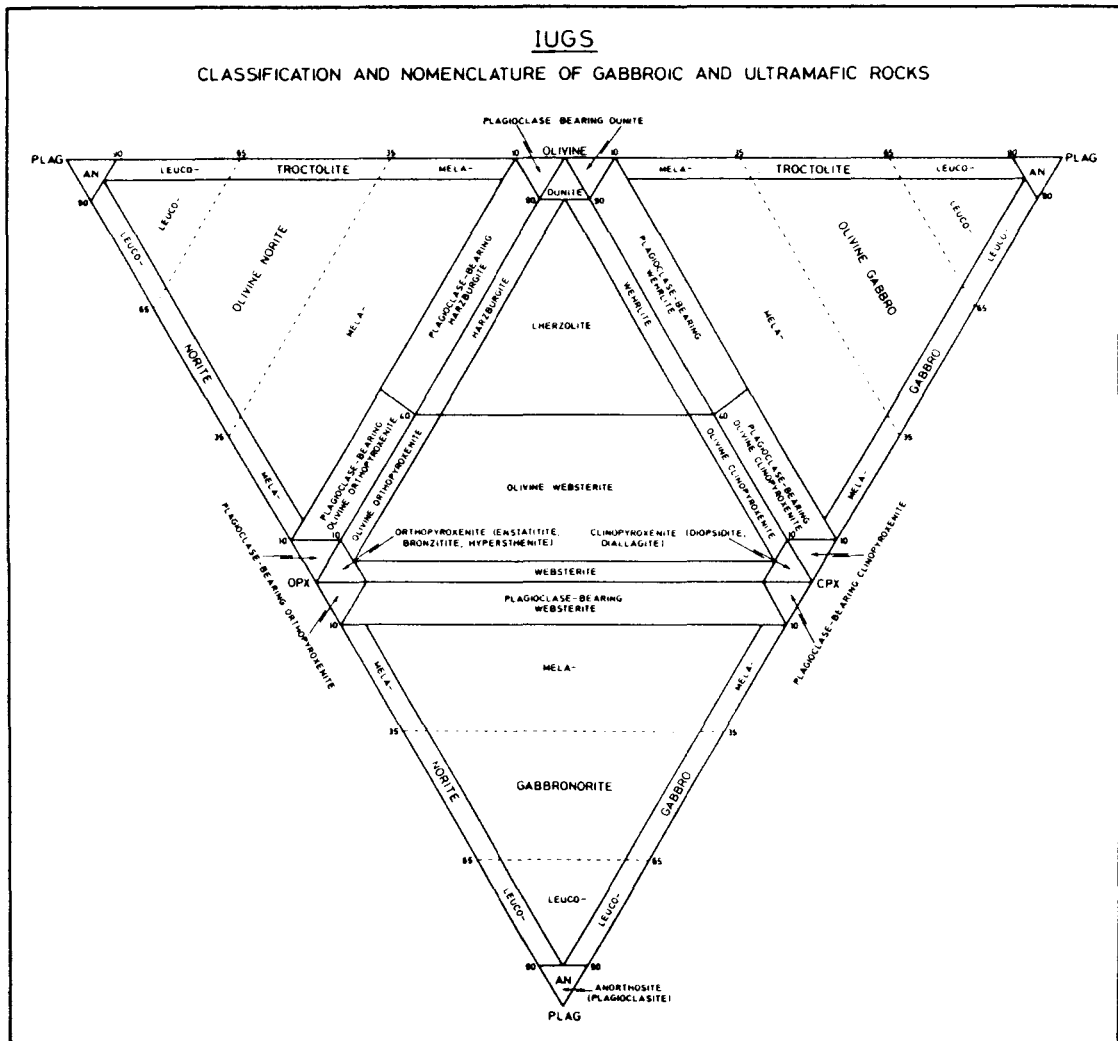 IUGS
CLASSIFICATION AND NOMENCLATURE OF GABBROIC AND ULTRAMAFIC ROCKS
PLAGIOCLASE BEARING DUNITE
PLAG
90
65
35
10
OLIVINE
10
35
65
90
PLAG
AN
LEUCO-
TROCTOLITE
MELA-
DUNITE
MELA-
TROCTOLITE
LEUCO-
AN
90
90
90
90
LEUCO-
LEUCO-
OLIVINE NORITE
MELA-
PLAGIOCLASE-BEARING
HARZBURGITE
HARZBURGITE
LHERZOLITE
WEHRLITE
PLAGIOCLASE-BEARING
WEHRLITE
MELA-
OLIVINE GABBRO
LEUCO-
LEUCO-
65
65
NORITE
GABBRO
35
35
MELA-
MELA-
40
40
PLAGIOCLASE-BEARING
OLIVINE ORTHOPYROXENITE
OLIVINE ORTHOPYROXENITE
OLIVINE WEBSTERITE
OLIVINE CLINOPYROXENITE
PLAGIOCLASE-BEARING
OLIVINE CLINOPYROXENITE
10
10
10
10
ORTHOPYROXENITE (ENSTATITITE,
BRONZITITE, HYPERSTHENITE)
CLINOPYROXENITE (DIOPSIDITE,
DIALLAGITE)
OPX
WEBSTERITE
CPX
PLAGIOCLASE-BEARING ORTHOPYROXENITE
PLAGIOCLASE-BEARING
WEBSTERITE
PLAGIOCLASE-BEARING CLINOPYROXENITE
10
10
MELA-
MELA-
MELA-
35
35
NORITE
GABBRONORITE
GABBRO
65
65
LEUCO-
LEUCO-
LEUCO-
90
90
AN
ANORTHOSITE
(PLAGIOCLASITE)
PLAG